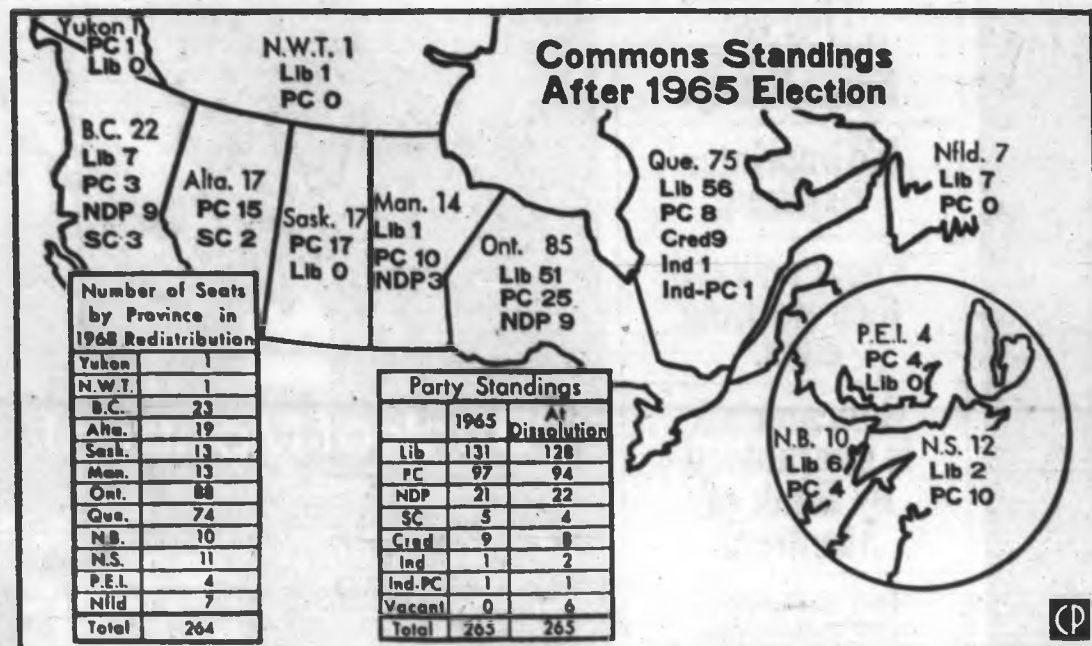 Commons Standings
After 1965 Election
Yukon 1
PC 1
Lib 0
N.W.T. 1
Lib 1
PC 0
B.C. 22
Lib 7
PC 3
NDP 9
SC 3
Alta. 17
PC 15
SC 2
Sask. 17
PC 17
Lib 0
Man. 14
Lib 1
PC 10
NDP 3
Ont. 85
Lib 51
PC 25
NDP 9
Que. 75
Lib 56
PC 8
Cred9
Ind 1
Ind-PC 1
Nfld. 7
Lib 7
PC 0
P.E.I. 4
PC 4
Lib 0
N.B. 10
Lib 6
PC 4
N.S. 12
Lib 2
PC 10
Number of Seats
by Province in
1968 Redistribution
Yukon 1
N.W.T. 1
B.C. 23
Alta. 19
Sask. 13
Man. 13
Ont. 88
Que. 74
N.B. 10
N.S. 11
P.E.I. 4
Nfld 7
Total 264
Party Standings
1965 At Dissolution
Lib 131 128
PC 97 94
NDP 21 22
SC 5 4
Cred 9 8
Ind 1 2
Ind-PC 1 1
Vacant 0 6
Total 265 265
CP